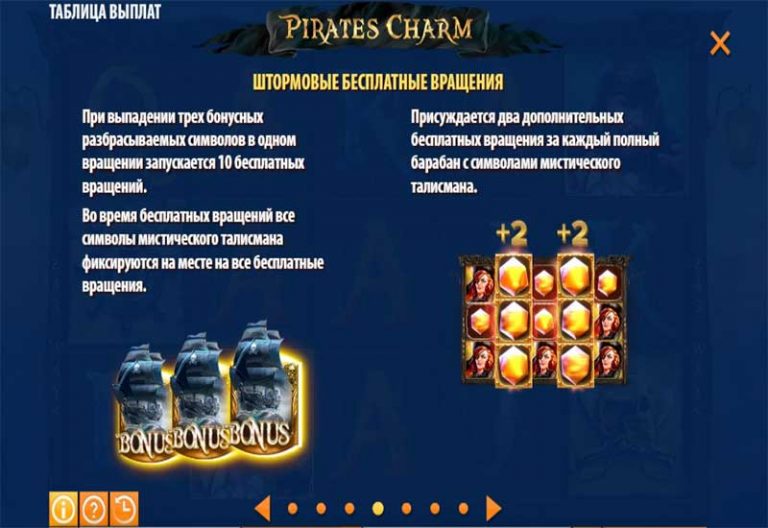 ТАБЛИЦА ВЫПЛАТ
PIRATES CHARM
ШТОРМОВЫЕ БЕСПЛАТНЫЕ ВРАЩЕНИЯ
При выпадении трех бонусных
разбрасываемых символов в одном
вращении запускается 10 бесплатных
вращений.
Во время бесплатных вращений все
символы мистического талисмана
фиксируются на месте на все бесплатные
вращения.
BONUS BONUS BONUS
Присуждается два дополнительных
бесплатных вращения за каждый полный
барабан с символами мистического
талисмана.
+2 +2